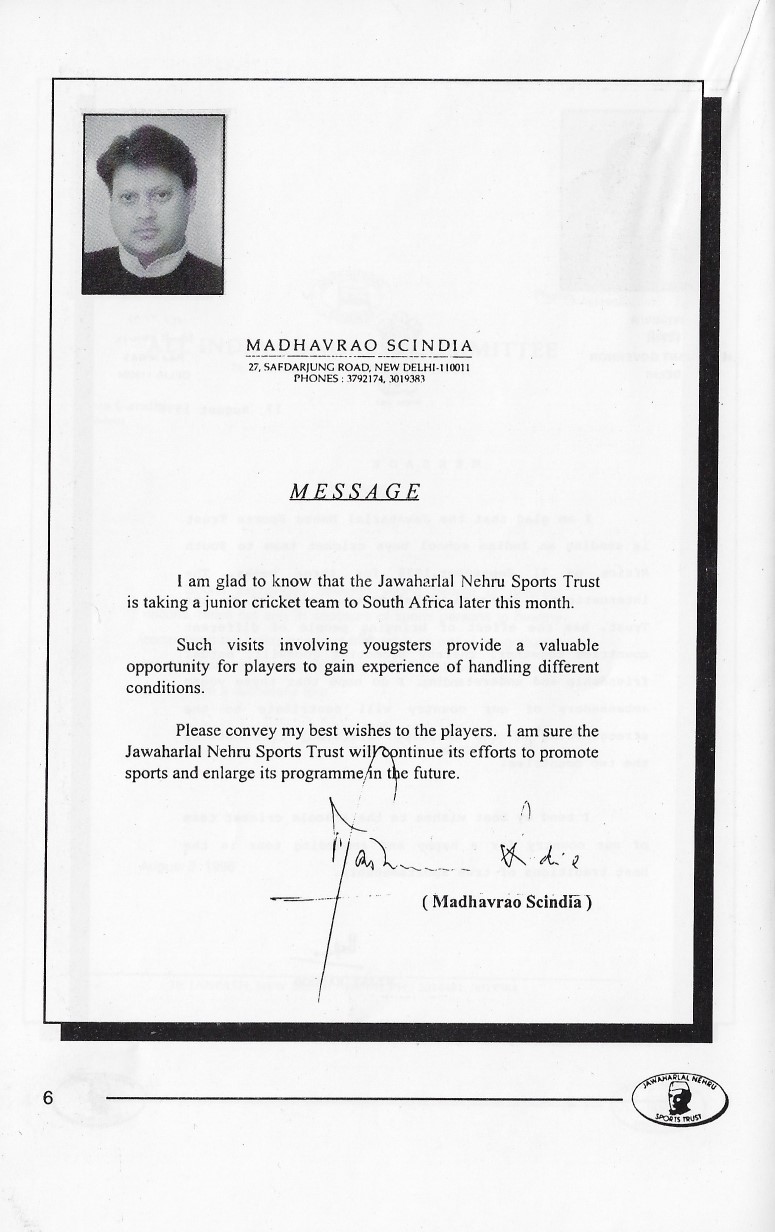 MADHAVRAO SCINDIA
27, SAFDARJUNG ROAD, NEW DELHI-110011
PHONES : 3792174, 3019383
MESSAGE
I am glad to know that the Jawaharlal Nehru Sports Trust
is taking a junior cricket team to South Africa later this month.
Such visits involving yougsters provide a valuable
opportunity for players to gain experience of handling different
conditions.
Please convey my best wishes to the players. I am sure the
Jawaharlal Nehru Sports Trust will continue its efforts to promote
sports and enlarge its programme in the future.
( Madhavrao Scindia )
6
JAWAHARLAL NEHRU
SPORTS TRUST